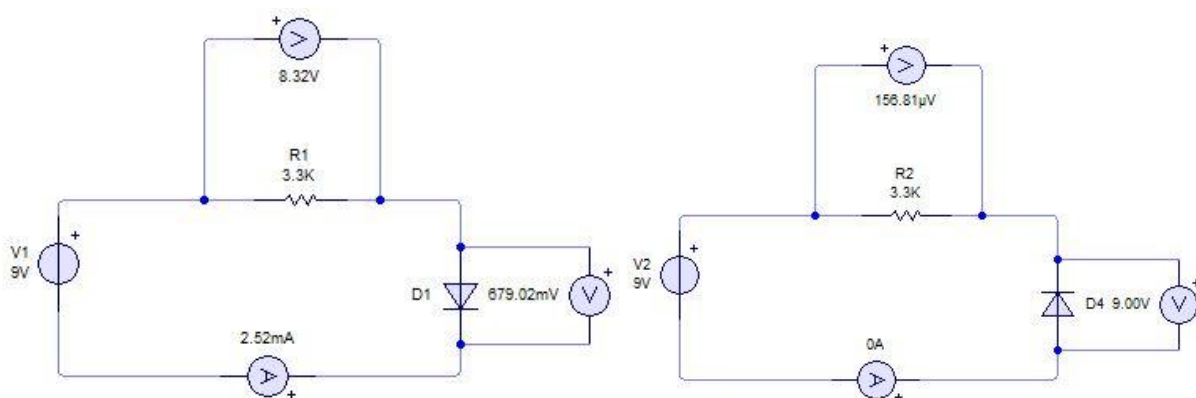 +
8.32V
R1
3.3K
+
V1
9V
D1
679.02mV
+
V
2.52mA
A
+
+
V
156.81µV
R2
3.3K
+
V2
9V
D4 9.00V
+
V
0A
A
+
V